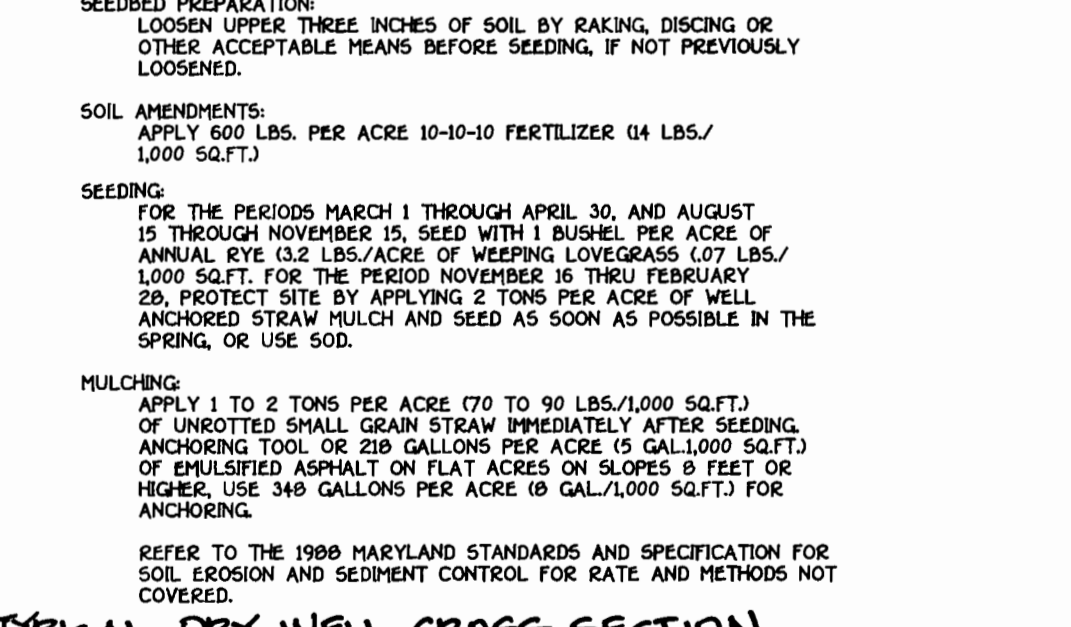 SEEDBED PREPARATION:
LOOSEN UPPER THREE INCHES OF SOIL BY RAKING, DISCING OR
OTHER ACCEPTABLE MEANS BEFORE SEEDING, IF NOT PREVIOUSLY
LOOSENED.
SOIL AMENDMENTS:
APPLY 600 LBS. PER ACRE 10-10-10 FERTILIZER (14 LBS./
1,000 SQ.FT.)
SEEDING:
FOR THE PERIODS MARCH 1 THROUGH APRIL 30, AND AUGUST
15 THROUGH NOVEMBER 15, SEED WITH 1 BUSHEL PER ACRE OF
ANNUAL RYE (3.2 LBS./ACRE OF WEEPING LOVEGRASS (.07 LBS./
1,000 SQ.FT. FOR THE PERIOD NOVEMBER 16 THRU FEBRUARY
28, PROTECT SITE BY APPLYING 2 TONS PER ACRE OF WELL
ANCHORED STRAW MULCH AND SEED AS SOON AS POSSIBLE IN THE
SPRING, OR USE SOD.
MULCHING:
APPLY 1 TO 2 TONS PER ACRE (70 TO 90 LBS./1,000 SQ.FT.)
OF UNROTTED SMALL GRAIN STRAW IMMEDIATELY AFTER SEEDING.
ANCHORING TOOL OR 218 GALLONS PER ACRE (5 GAL.1,000 SQ.FT.)
OF EMULSIFIED ASPHALT ON FLAT ACRES ON SLOPES 8 FEET OR
HIGHER, USE 348 GALLONS PER ACRE (8 GAL./1,000 SQ.FT.) FOR
ANCHORING.
REFER TO THE 1988 MARYLAND STANDARDS AND SPECIFICATION FOR
SOIL EROSION AND SEDIMENT CONTROL FOR RATE AND METHODS NOT
COVERED.
TYPICAL DRY WELL CROSS-SECTION